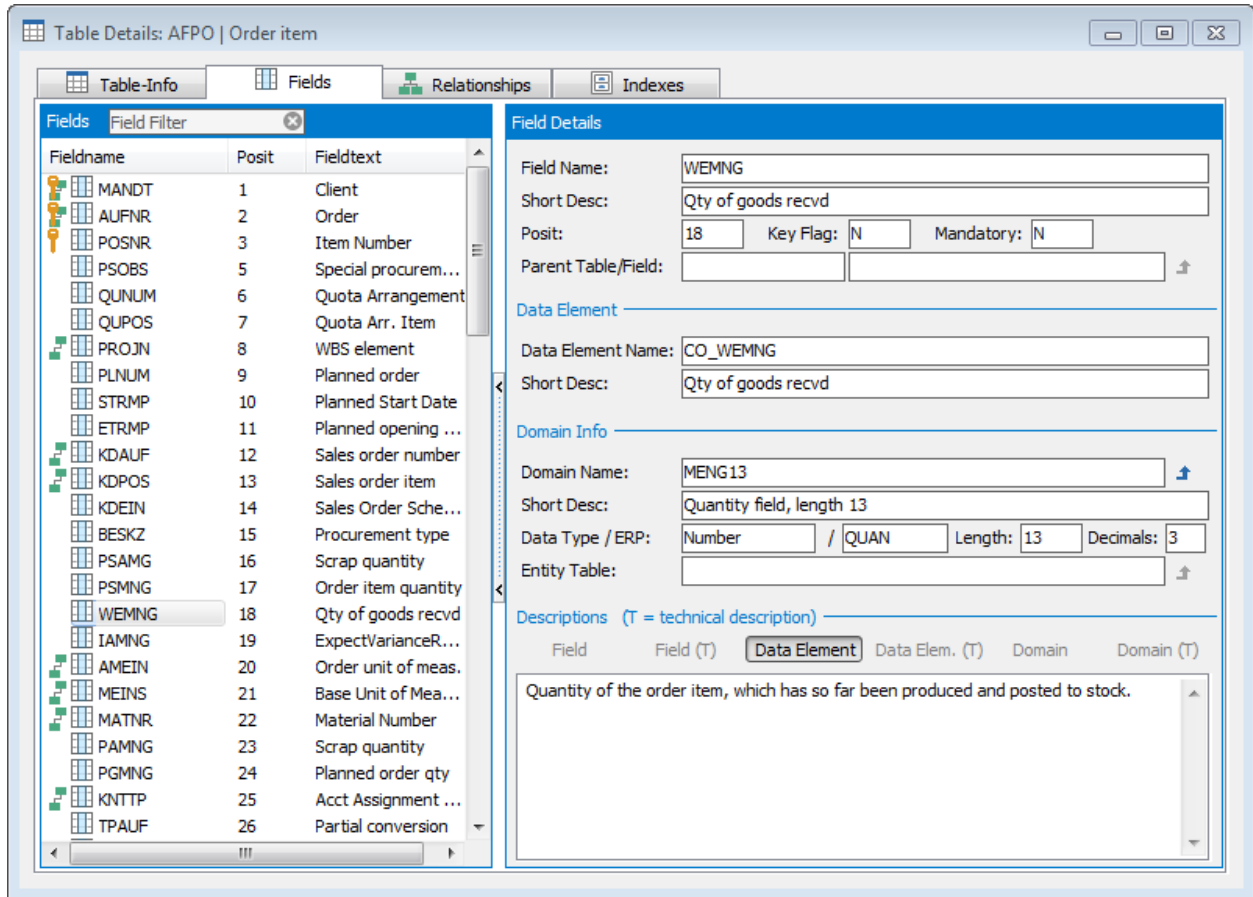 Table Details: AFPO | Order item
Table-Info Fields Relationships Indexes
Fields Field Filter
Fieldname Posit Fieldtext
MANDT 1 Client
AUFNR 2 Order
POSNR 3 Item Number
PSOBS 5 Special procurem...
QUNUM 6 Quota Arrangement
QUPOS 7 Quota Arr. Item
PROJN 8 WBS element
PLNUM 9 Planned order
STRMP 10 Planned Start Date
ETRMP 11 Planned opening ...
KDAUF 12 Sales order number
KDPOS 13 Sales order item
KDEIN 14 Sales Order Sche...
BESKZ 15 Procurement type
PSAMG 16 Scrap quantity
PSMNG 17 Order item quantity
WEMNG 18 Qty of goods recvd
IAMNG 19 ExpectVarianceR...
AMEIN 20 Order unit of meas.
MEINS 21 Base Unit of Mea...
MATNR 22 Material Number
PAMNG 23 Scrap quantity
PGMNG 24 Planned order qty
KNTTP 25 Acct Assignment ...
TPAUF 26 Partial conversion
Field Details
Field Name: WEMNG
Short Desc: Qty of goods recvd
Posit: 18 Key Flag: N Mandatory: N
Parent Table/Field:
Data Element
Data Element Name: CO_WEMNG
Short Desc: Qty of goods recvd
Domain Info
Domain Name: MENG13
Short Desc: Quantity field, length 13
Data Type / ERP: Number / QUAN Length: 13 Decimals: 3
Entity Table:
Descriptions (T = technical description)
Field Field (T) Data Element Data Elem. (T) Domain Domain (T)
Quantity of the order item, which has so far been produced and posted to stock.